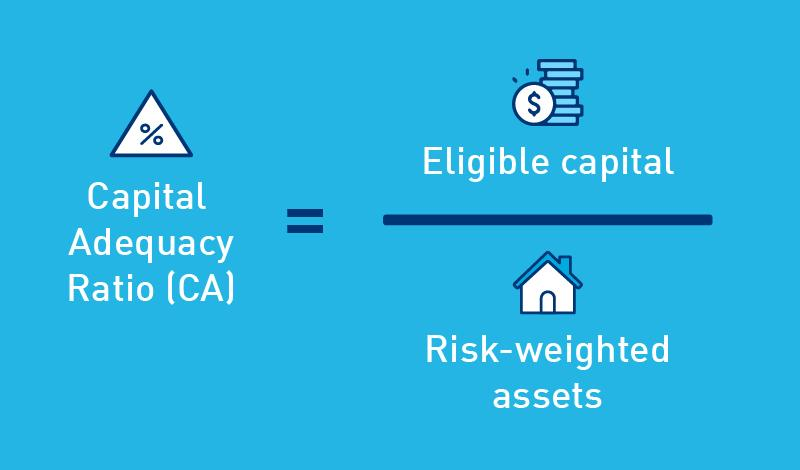 %
Capital
Adequacy
Ratio (CA)
=
$
Eligible capital
Risk-weighted
assets